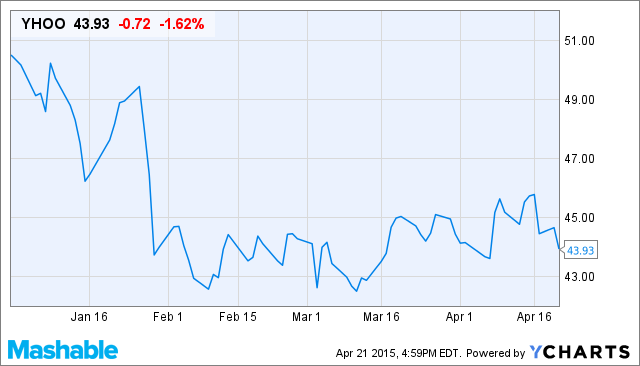 YHOO 43.93 -0.72 -1.62%
51.00
49.00
47.00
45.00
43.93
43.00
Jan 16 Feb 1 Feb 15 Mar 1 Mar 16 Apr 1 Apr 16
Mashable Apr 21 2015, 4:59PM EDT. Powered by YCHARTS